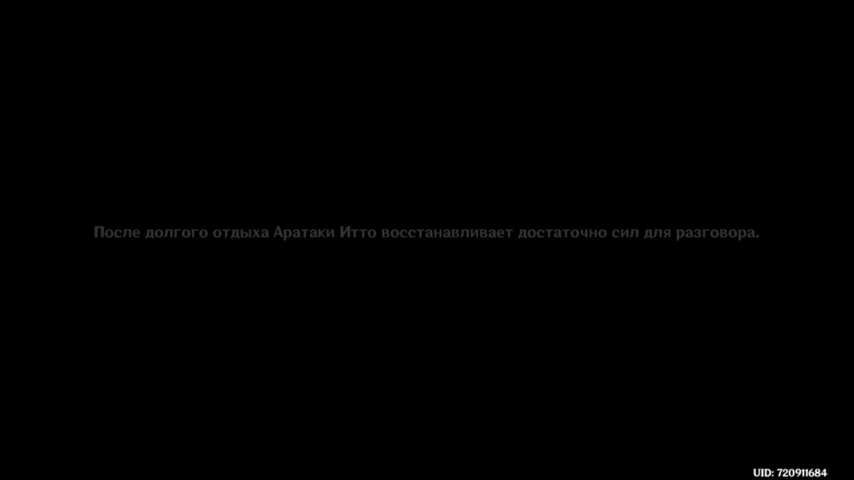 После долгого отдыха Аратаки Итто восстанавливает достаточно сил для разговора.
UID: 720911684